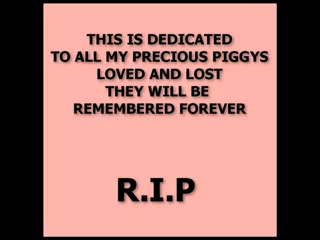 THIS IS DEDICATED
TO ALL MY PRECIOUS PIGGYS
LOVED AND LOST
THEY WILL BE
REMEMBERED FOREVER
R.I.P